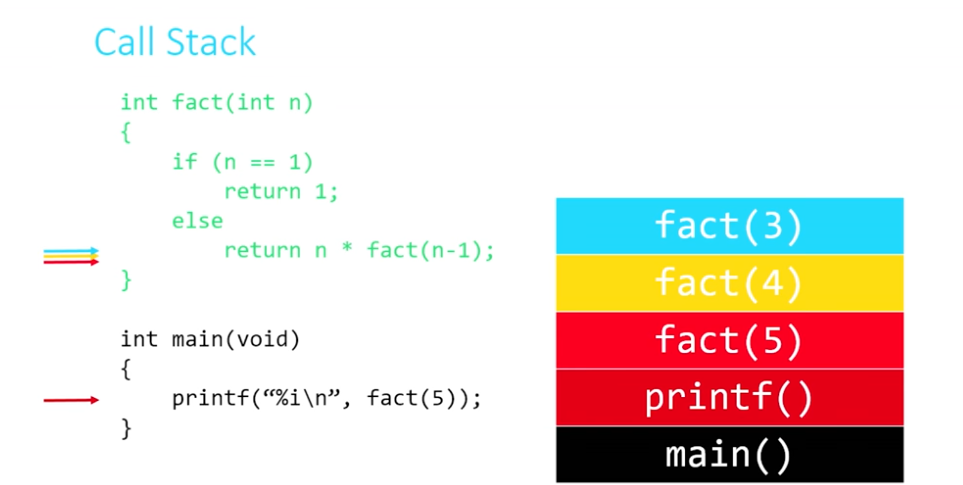 Call Stack
int fact(int n)
{
    if (n == 1)
        return 1;
    else
        return n * fact(n-1);
}
int main(void)
{
    printf(“%i\n”, fact(5));
}
fact(3)
fact(4)
fact(5)
printf()
main()